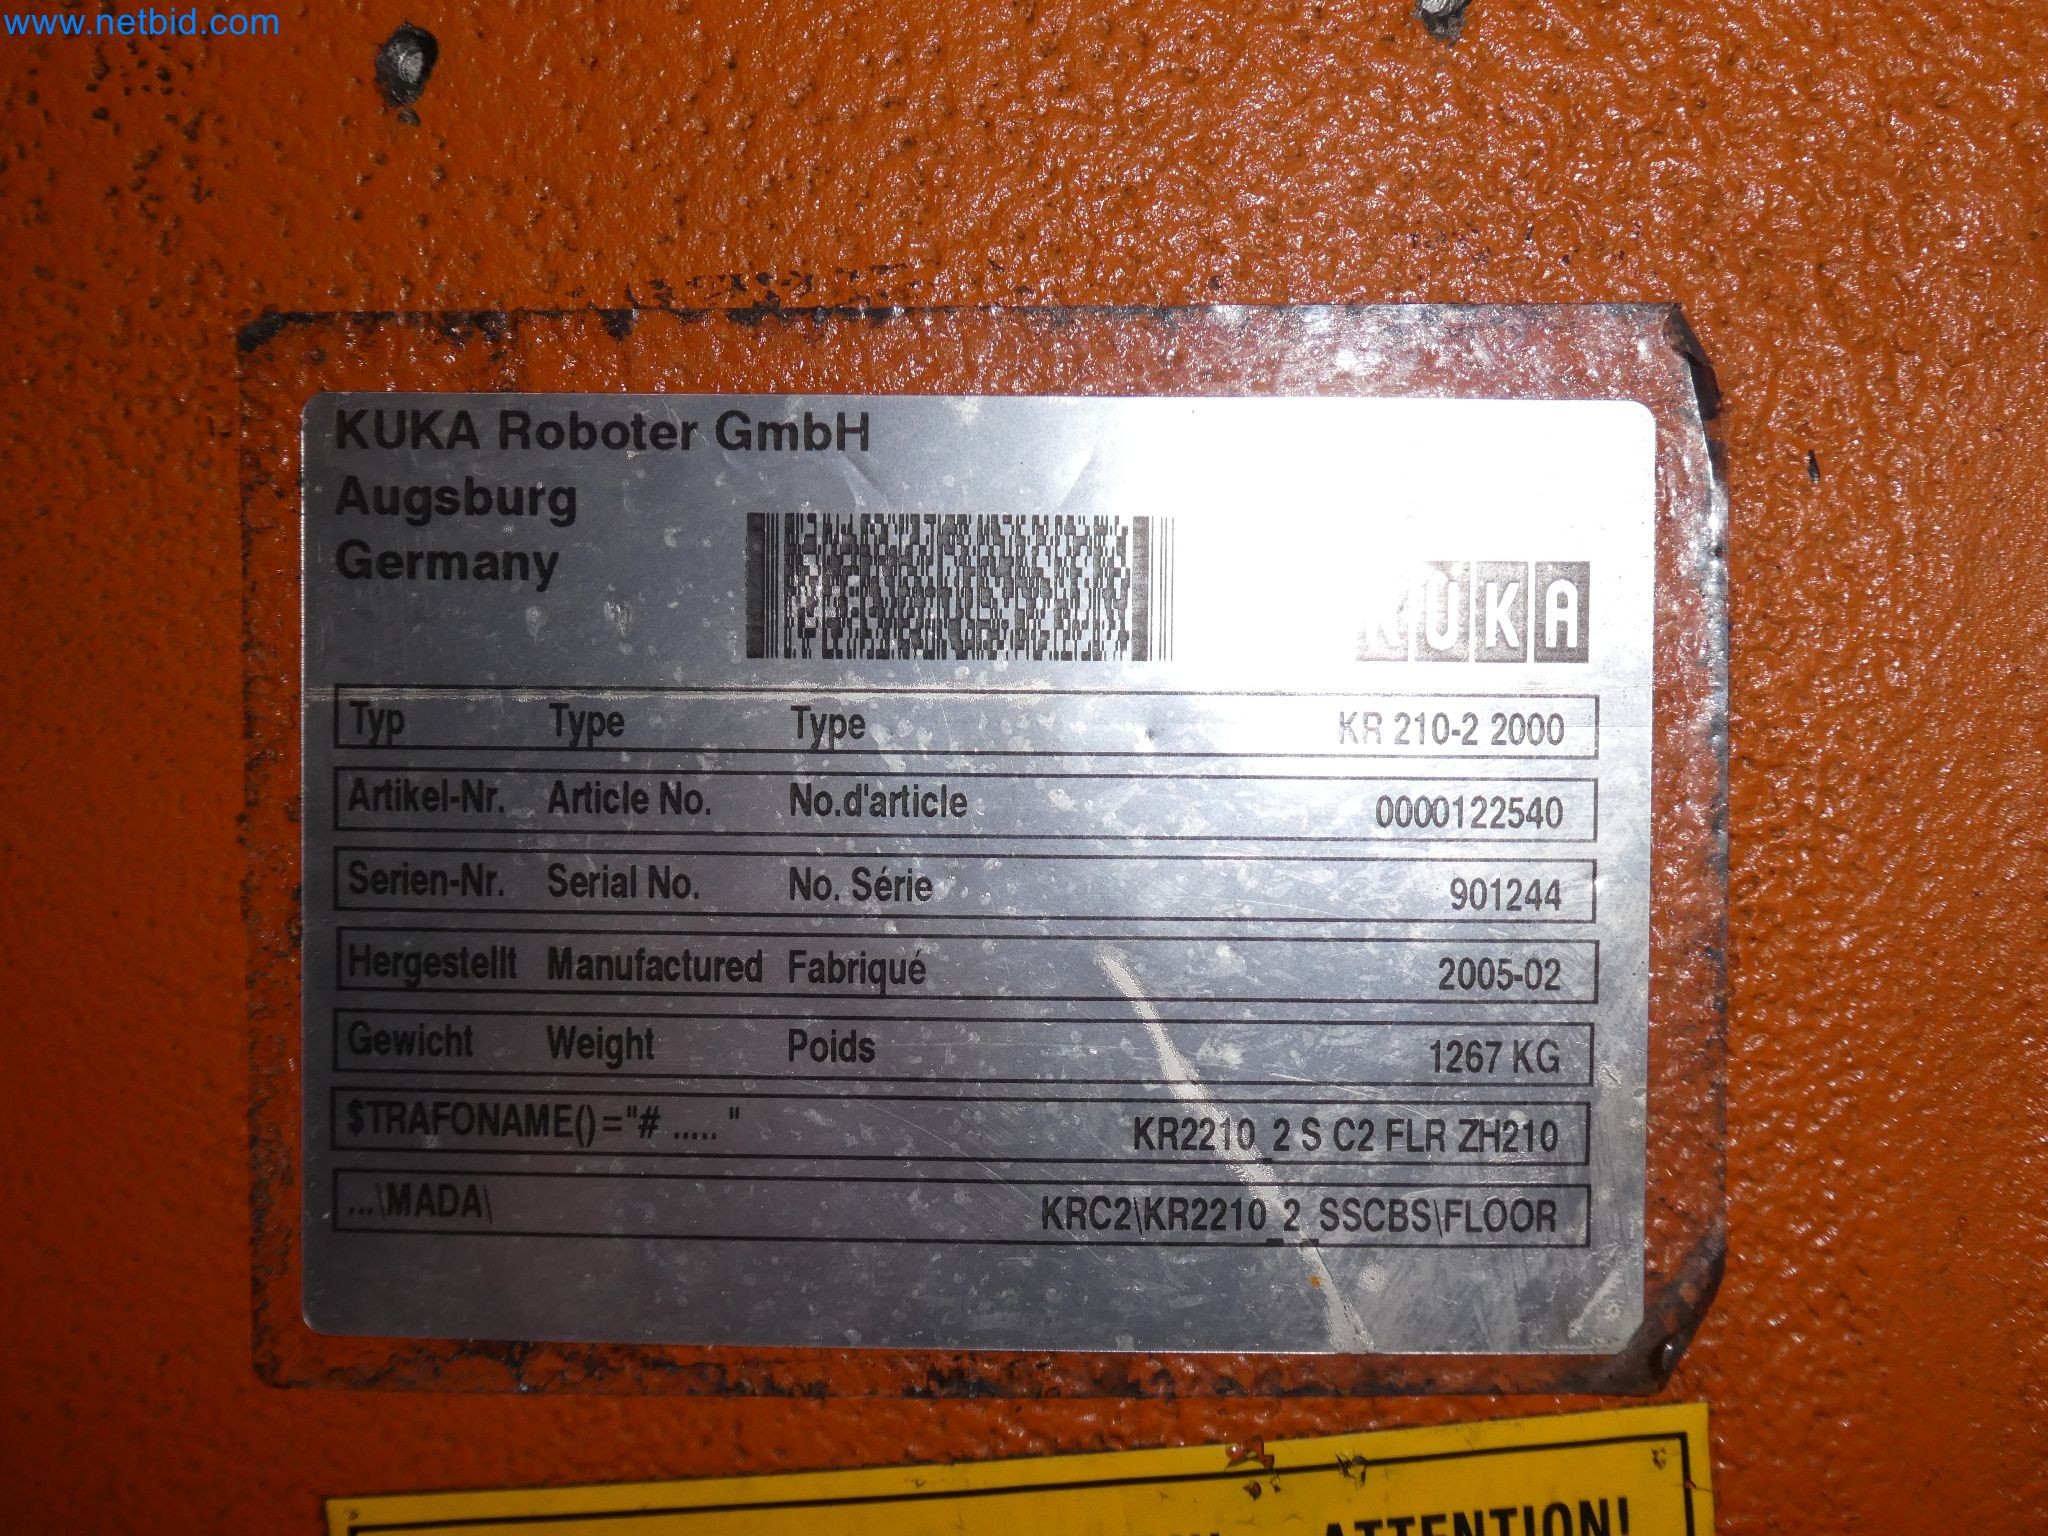 www.netbid.com
KUKA Roboter GmbH
Augsburg
Germany
KUKA
Typ Type Type KR 210-2 2000
Artikel-Nr. Article No. No.d'article 0000122540
Serien-Nr. Serial No. No. Série 901244
Hergestellt Manufactured Fabriqué 2005-02
Gewicht Weight Poids 1267 KG
$TRAFONAME()="# ..... " KR2210_2 S C2 FLR ZH210
...\MADA\ KRC2\KR2210_2_SSCBS\FLOOR
ATTENTION!